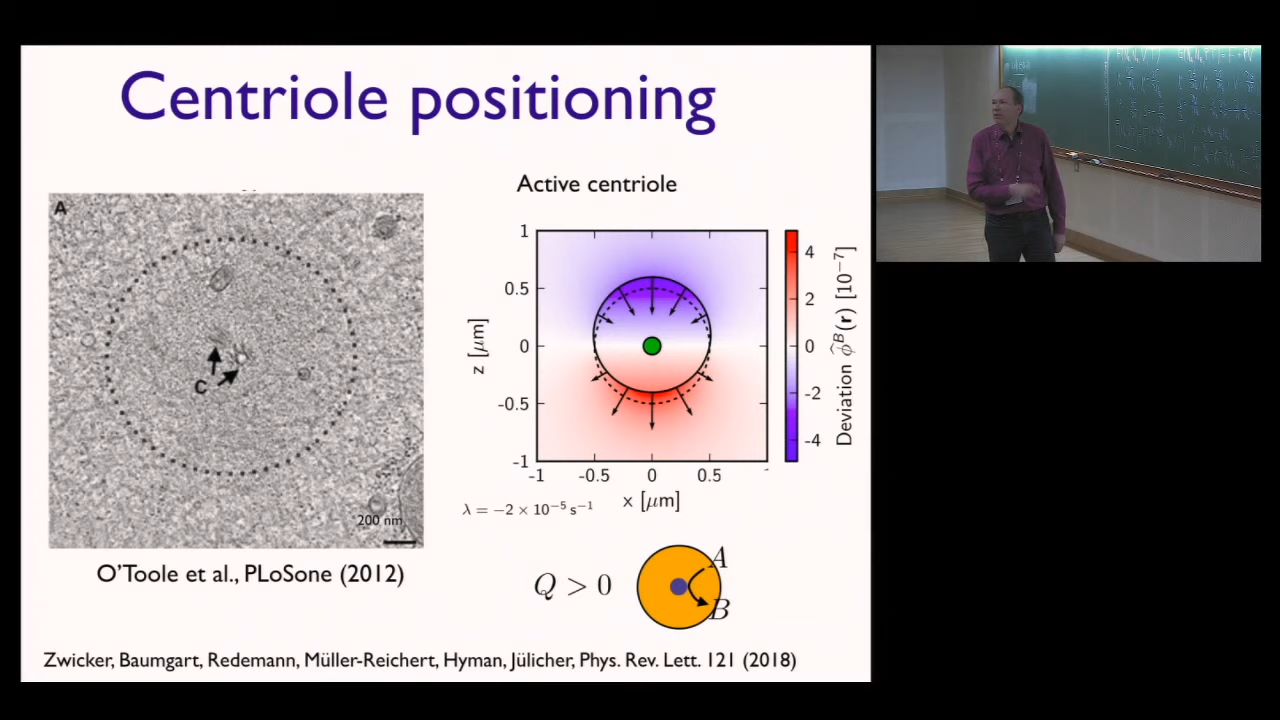 Centriole positioning
A
C
200 nm
O'Toole et al., PLoSone (2012)
Active centriole
1
0.5
0
-0.5
-1
z [μm]
-1
-0.5
0
0.5
x [μm]
4
2
0
-2
-4
Deviation φ̂ᴮ(r) [10⁻⁷]
λ = −2 × 10⁻⁵ s⁻¹
Q > 0
A
B
Zwicker, Baumgart, Redemann, Müller-Reichert, Hyman, Jülicher, Phys. Rev. Lett. 121 (2018)